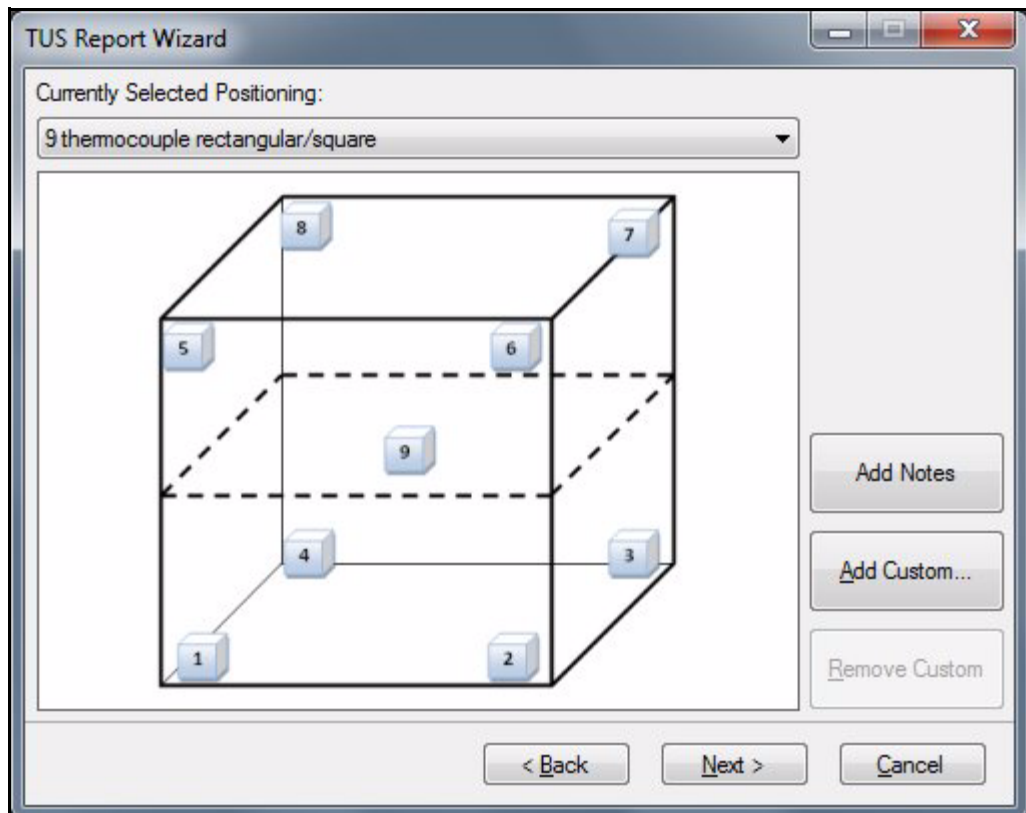 TUS Report Wizard
Currently Selected Positioning:
9 thermocouple rectangular/square
8
7
5
6
9
4
3
1
2
Add Notes
Add Custom...
Remove Custom
< Back
Next >
Cancel